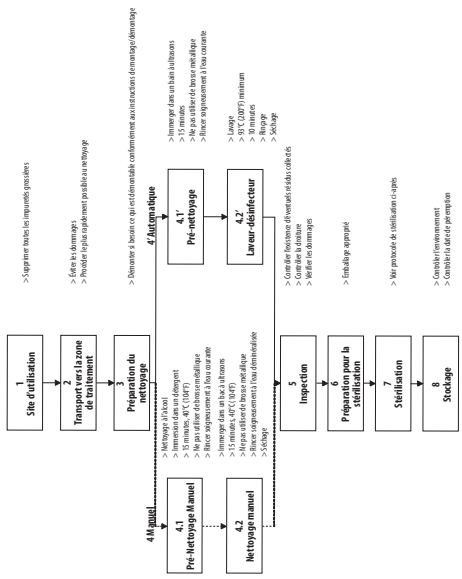 1
Site d'utilisation
> Supprimer toutes les impuretés grossières
2
Transport vers la zone
de traitement
> Éviter les dommages
> Procéder le plus rapidement possible au nettoyage
3
Préparation du
nettoyage
> Démonter si besoin ce qui est démontable conformément aux instructions de montage/démontage
4 Manuel
> Nettoyage à l'alcool
> Immersion dans un détergent
> 15 minutes, 40°C (104°F)
> Ne pas utiliser de brosse métallique
> Rincer soigneusement à l'eau courante
4.1
Pré-Nettoyage Manuel
> Immerger dans un bac à ultrasons
> 15 minutes, 40°C (104°F)
> Ne pas utiliser de brosse métallique
> Rincer soigneusement à l'eau déminéralisée
> Séchage
4.2
Nettoyage manuel
4' Automatique
4.1'
Pré-nettoyage
> Immerger dans un bain à ultrasons
> 15 minutes
> Ne pas utiliser de brosse métallique
> Rincer soigneusement à l'eau courante
4.2'
Laveur-désinfecteur
> Lavage
> 93°C (200°F) minimum
> 10 minutes
> Rinçage
> Séchage
5
Inspection
> Contrôler l'existence d'éventuels résidus collectés
> Contrôler la droiture
> Vérifier les dommages
6
Préparation pour la
stérilisation
> Emballage approprié
7
Stérilisation
> Voir protocole de stérilisation ci-après
8
Stockage
> Contrôler l'environnement
> Contrôler la date de péremption